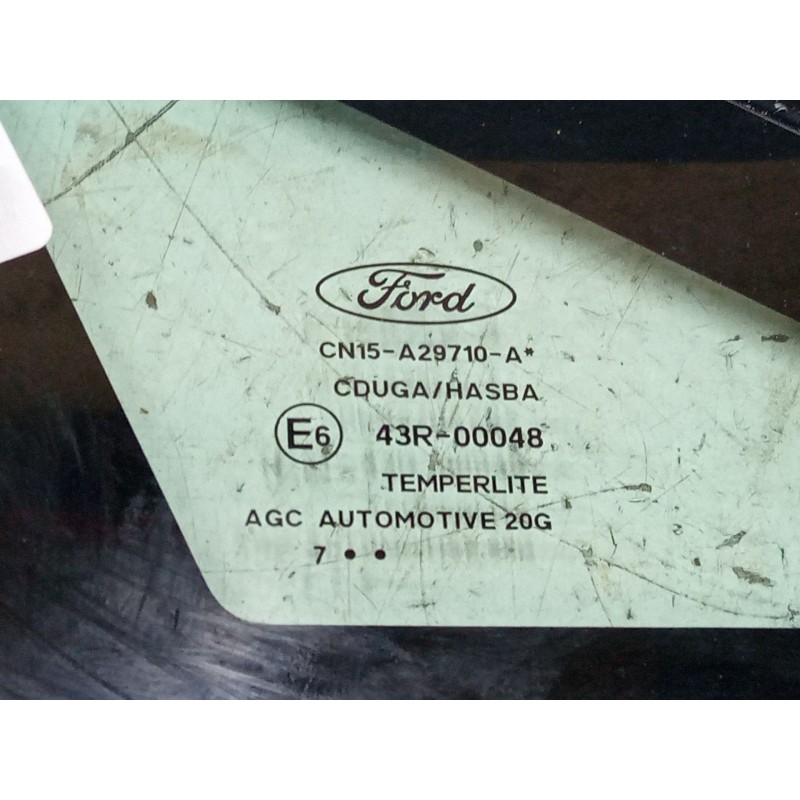 Ford
CN15-A29710-A*
CDUGA/HASBA
E6 43R-00048
TEMPERLITE
AGC AUTOMOTIVE 20G
7 ● ●